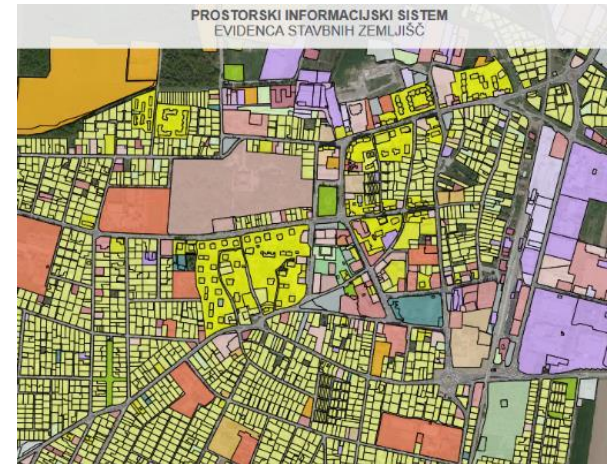 PROSTORSKI INFORMACIJSKI SISTEM
EVIDENCA STAVBNIH ZEMLJIŠČ